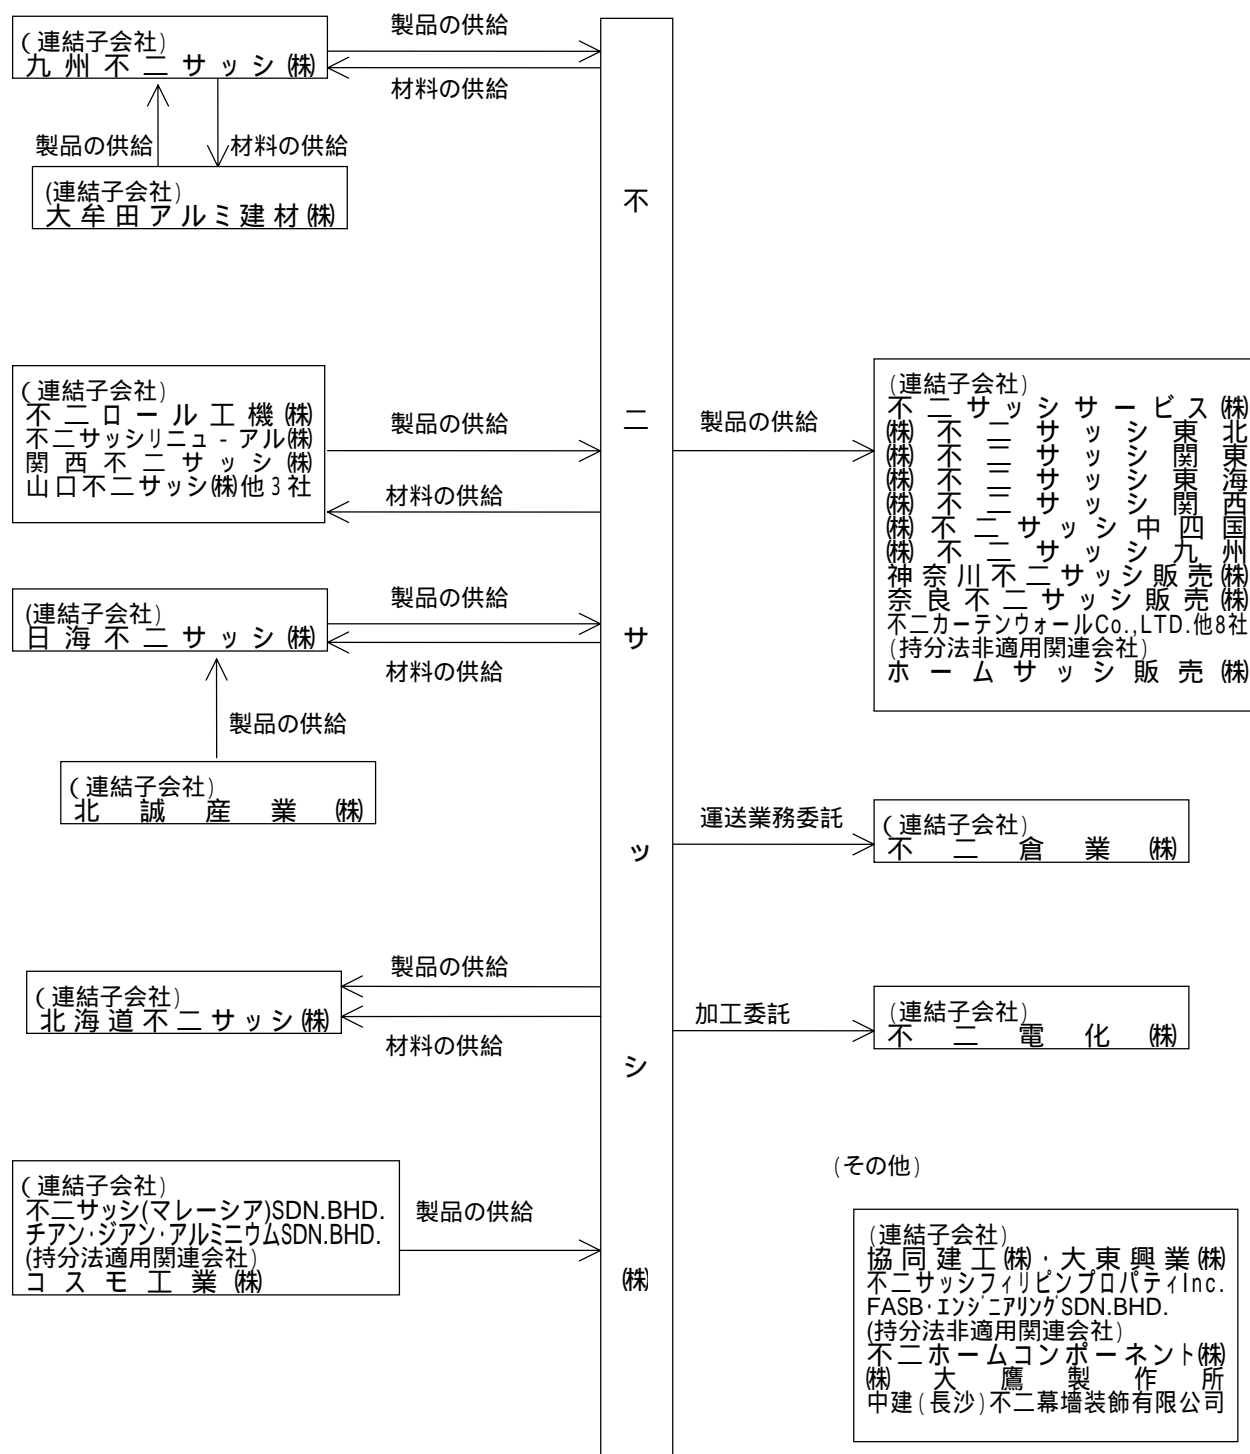 (連結子会社)
九州不二サッシ㈱
製品の供給
材料の供給
製品の供給
材料の供給
(連結子会社)
大牟田アルミ建材㈱
(連結子会社)
不二ロール工機㈱
不二サッシリニュ-アル㈱
関西不二サッシ㈱
山口不二サッシ㈱他3社
製品の供給
材料の供給
(連結子会社)
日海不二サッシ㈱
製品の供給
材料の供給
製品の供給
(連結子会社)
北誠産業㈱
(連結子会社)
北海道不二サッシ㈱
製品の供給
材料の供給
(連結子会社)
不二サッシ(マレーシア)SDN.BHD.
チアン・ジアン・アルミニウムSDN.BHD.
(持分法適用関連会社)
コスモ工業㈱
製品の供給
不二サッシ㈱
製品の供給
(連結子会社)
不二サッシサービス㈱
㈱不二サッシ東北
㈱不二サッシ関東
㈱不二サッシ東海
㈱不二サッシ関西
㈱不二サッシ中四国
㈱不二サッシ九州
神奈川不二サッシ販売㈱
奈良不二サッシ販売㈱
不二カーテンウォールCo.,LTD.他8社
(持分法非適用関連会社)
ホームサッシ販売㈱
運送業務委託
(連結子会社)
不二倉業㈱
加工委託
(連結子会社)
不二電化㈱
(その他)
(連結子会社)
協同建工㈱・大東興業㈱
不二サッシフィリピンプロパティInc.
FASB・エンジニアリングSDN.BHD.
(持分法非適用関連会社)
不二ホームコンポーネント㈱
㈱大鷹製作所
中建(長沙)不二幕墙装飾有限公司